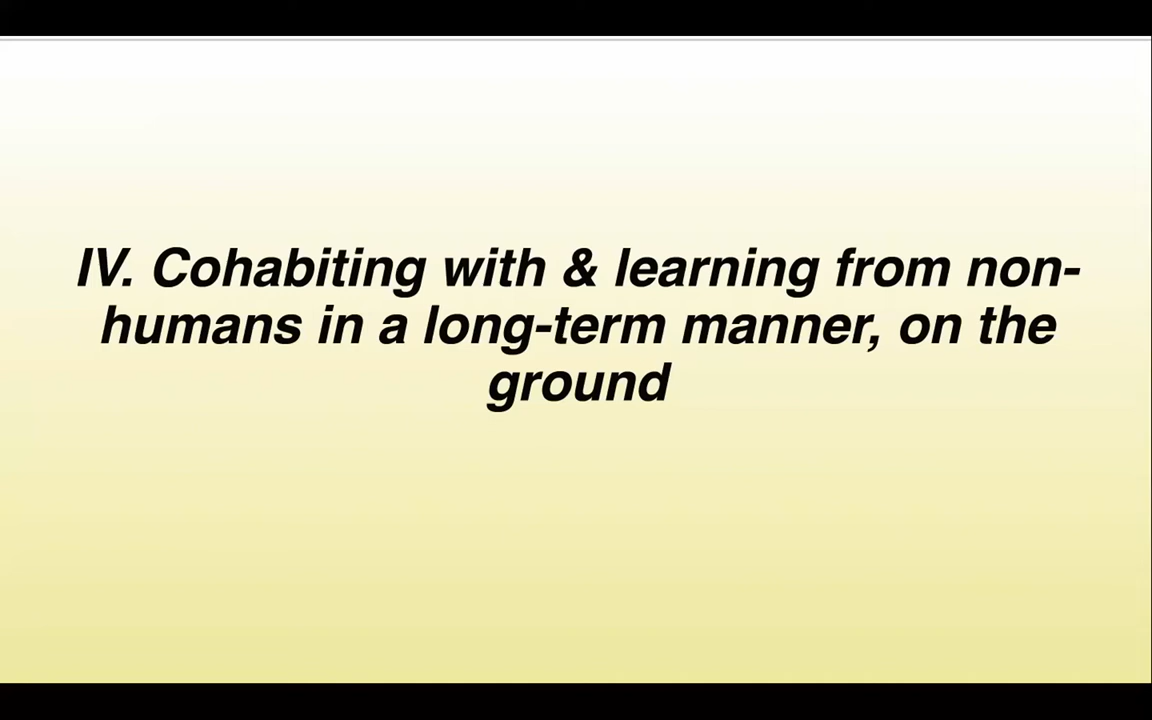 IV. Cohabiting with & learning from non-
humans in a long-term manner, on the
ground